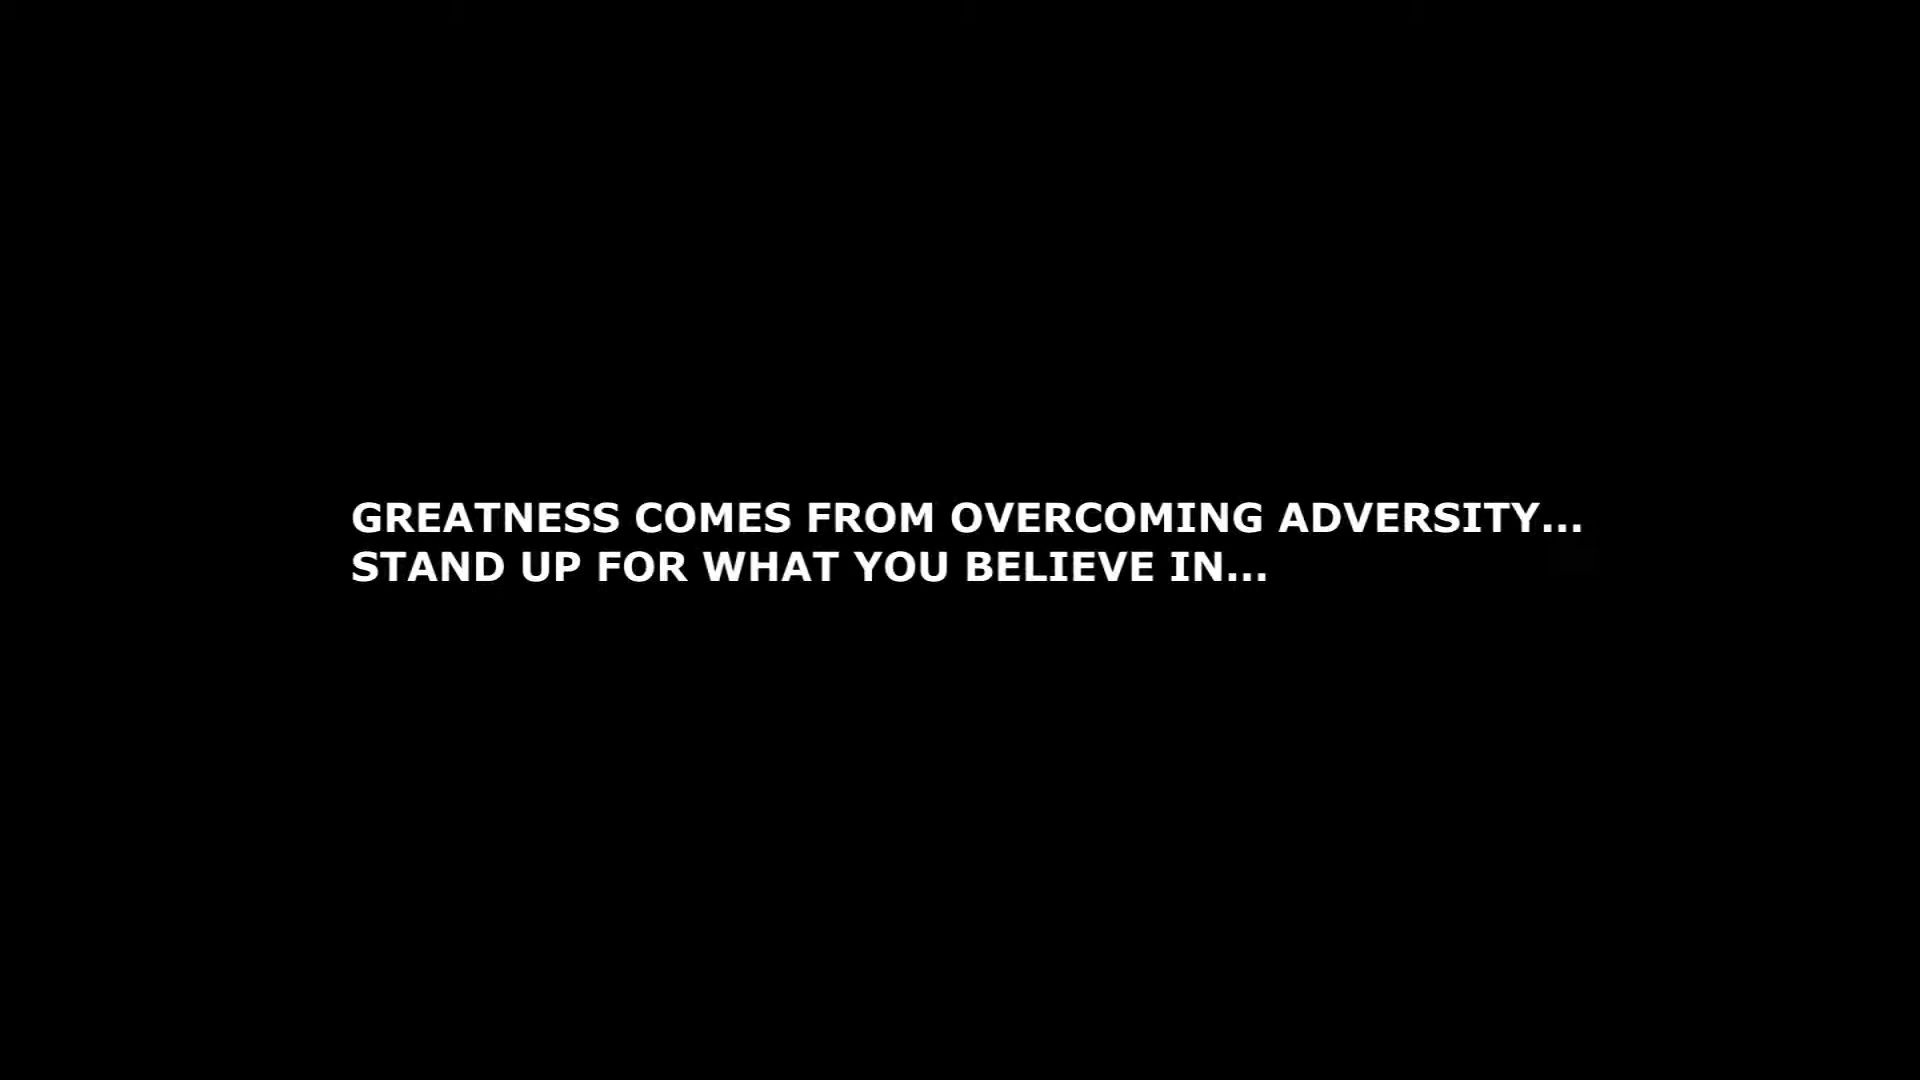 GREATNESS COMES FROM OVERCOMING ADVERSITY...
STAND UP FOR WHAT YOU BELIEVE IN...